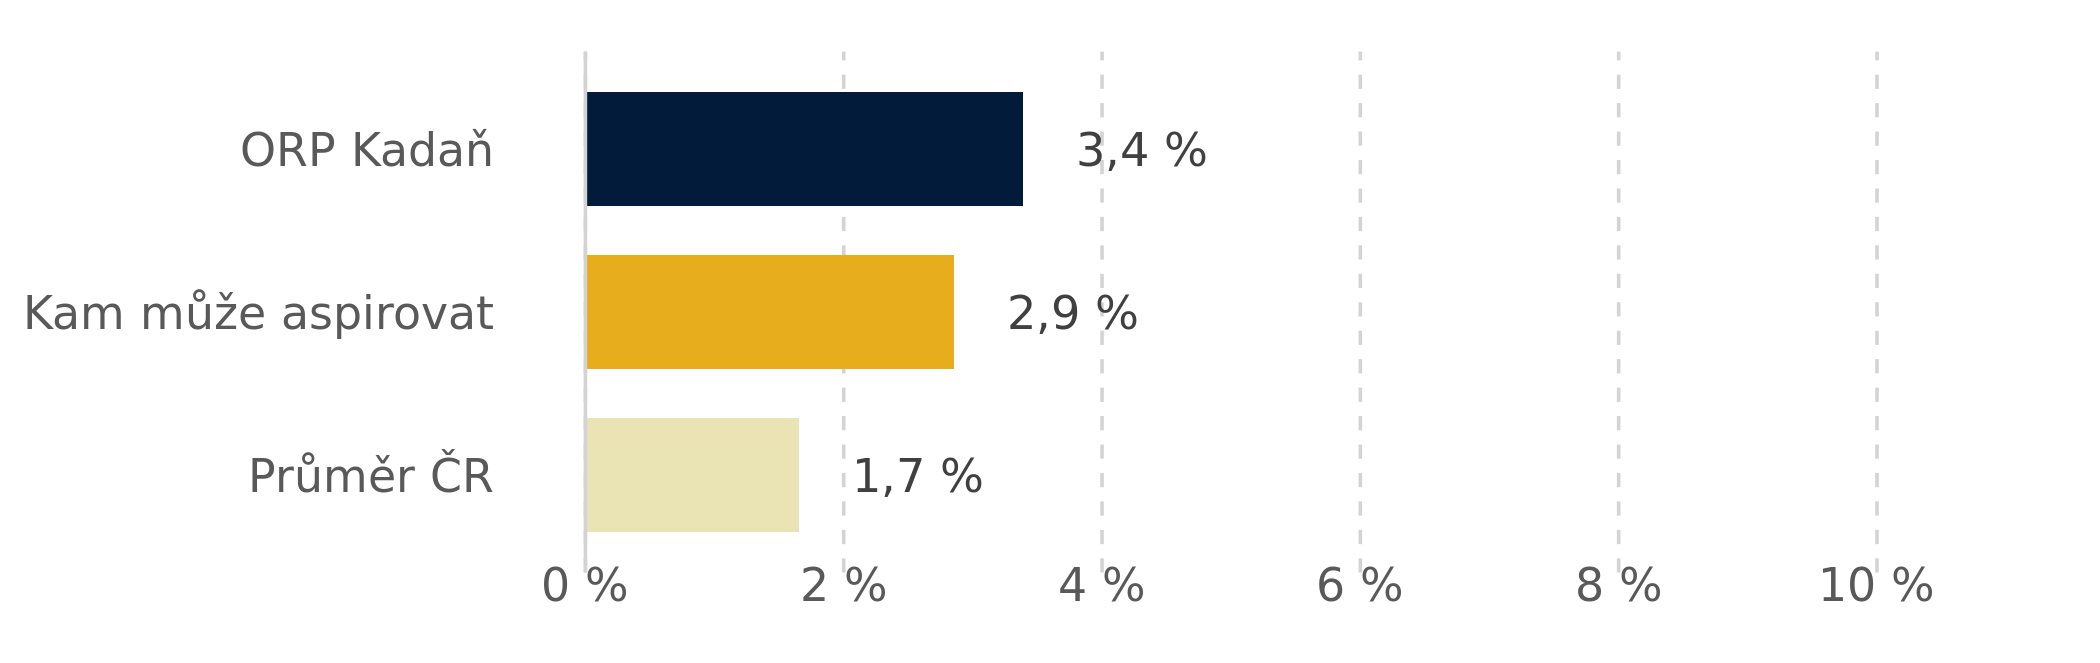 ORP Kadaň 3,4 %
Kam může aspirovat 2,9 %
Průměr ČR 1,7 %
0 % 2 % 4 % 6 % 8 % 10 %